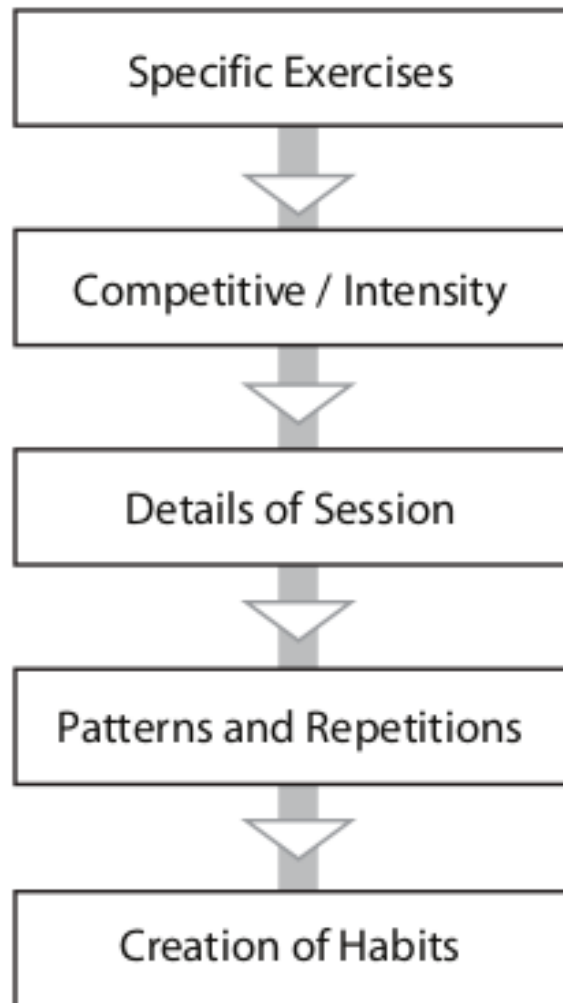 Specific Exercises
Competitive / Intensity
Details of Session
Patterns and Repetitions
Creation of Habits